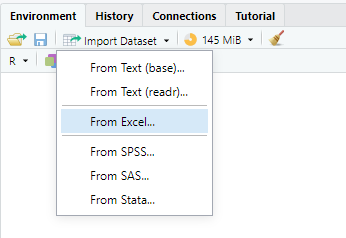 Environment History Connections Tutorial
Import Dataset 145 MiB
R
From Text (base)...
From Text (readr)...
From Excel...
From SPSS...
From SAS...
From Stata...